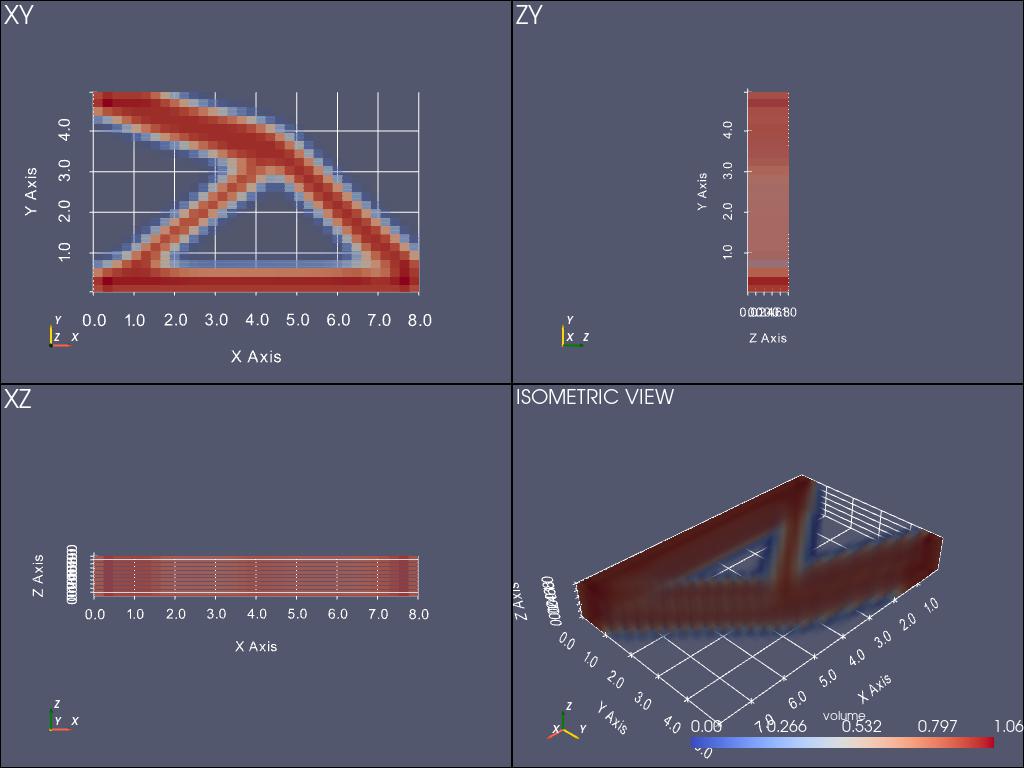 XY
4.0
3.0
2.0
1.0
Y Axis
0.0 1.0 2.0 3.0 4.0 5.0 6.0 7.0 8.0
X Axis
Y
Z X
ZY
4.0
3.0
2.0
1.0
Y Axis
Z Axis
Y
X Z
XZ
Z Axis
0.0 1.0 2.0 3.0 4.0 5.0 6.0 7.0 8.0
X Axis
Z
Y X
ISOMETRIC VIEW
Z Axis
0.0 1.0 2.0 3.0 4.0
Y Axis
1.0
2.0
3.0
4.0
5.0
6.0
X Axis
Z
X Y
volume
0.00 0.266 0.532 0.797 1.06